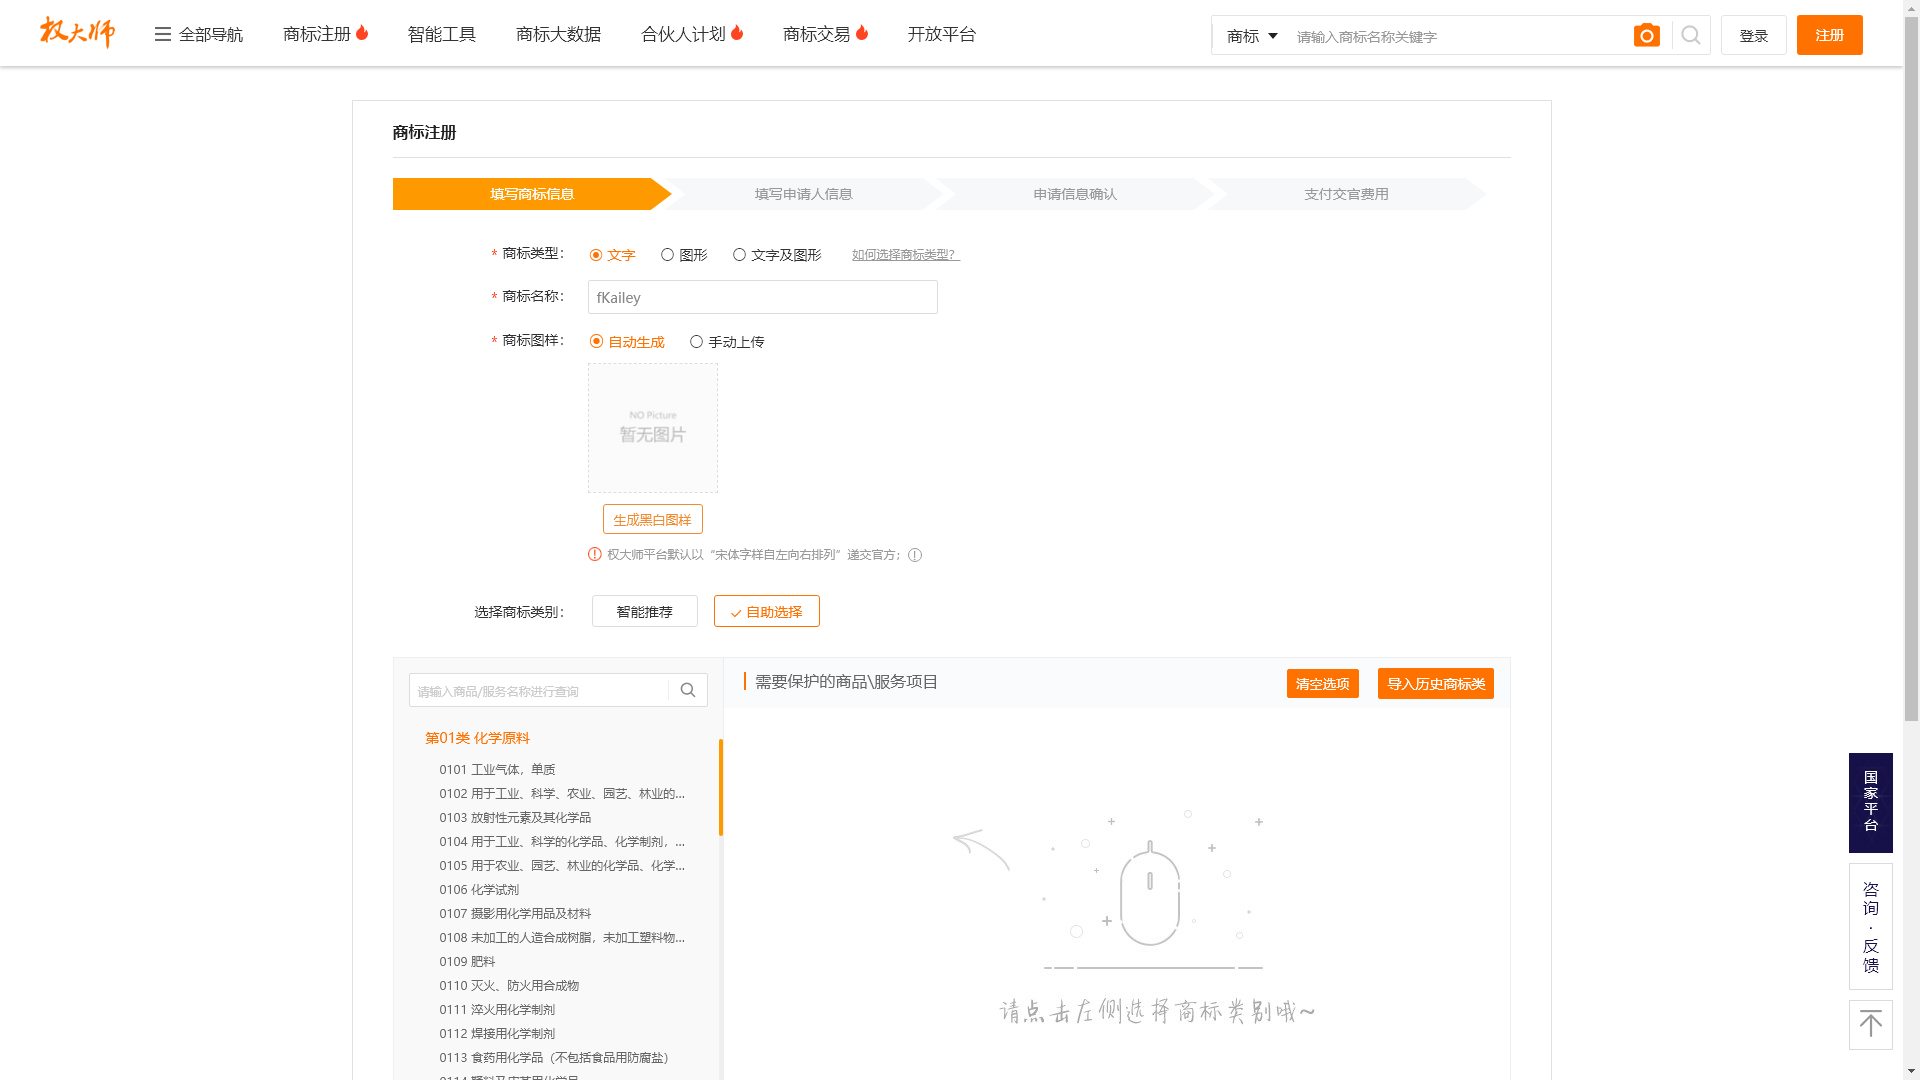 权大师
全部导航
商标注册
智能工具
商标大数据
合伙人计划
商标交易
开放平台
商标
请输入商标名称关键字
登录
注册
商标注册
填写商标信息
填写申请人信息
申请信息确认
支付交官费用
* 商标类型：
文字
图形
文字及图形
如何选择商标类型？
* 商标名称：
fKailey
* 商标图样：
自动生成
手动上传
NO Picture
暂无图片
生成黑白图样
权大师平台默认以“宋体字样自左向右排列”递交官方；
选择商标类别：
智能推荐
自助选择
请输入商品/服务名称进行查询
第01类 化学原料
0101 工业气体，单质
0102 用于工业、科学、农业、园艺、林业的...
0103 放射性元素及其化学品
0104 用于工业、科学的化学品、化学制剂，...
0105 用于农业、园艺、林业的化学品、化学...
0106 化学试剂
0107 摄影用化学用品及材料
0108 未加工的人造合成树脂，未加工塑料物...
0109 肥料
0110 灭火、防火用合成物
0111 淬火用化学制剂
0112 焊接用化学制剂
0113 食药用化学品（不包括食品用防腐盐）
需要保护的商品\服务项目
清空选项
导入历史商标类
请点击左侧选择商标类别哦~
国家平台
咨询·反馈